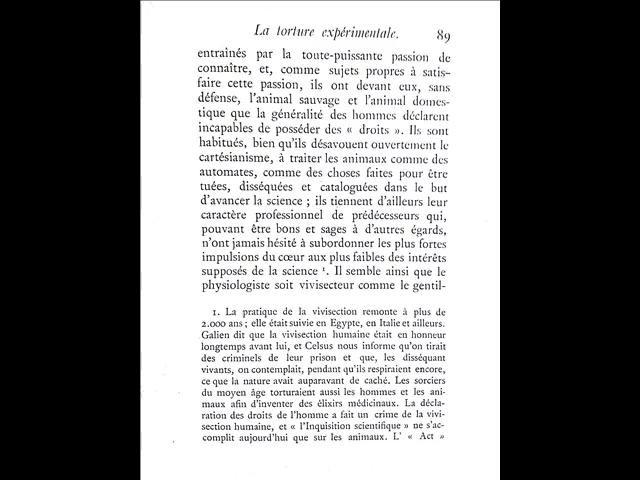 La torture expérimentale. 89
entraînés par la toute-puissante passion de
connaître, et, comme sujets propres à satis-
faire cette passion, ils ont devant eux, sans
défense, l'animal sauvage et l'animal domes-
tique que la généralité des hommes déclarent
incapables de posséder des « droits ». Ils sont
habitués, bien qu'ils désavouent ouvertement le
cartésianisme, à traiter les animaux comme des
automates, comme des choses faites pour être
tuées, disséquées et cataloguées dans le but
d'avancer la science ; ils tiennent d'ailleurs leur
caractère professionnel de prédécesseurs qui,
pouvant être bons et sages à d'autres égards,
n'ont jamais hésité à subordonner les plus fortes
impulsions du cœur aux plus faibles des intérêts
supposés de la science ¹. Il semble ainsi que le
physiologiste soit vivisecteur comme le gentil-
1. La pratique de la vivisection remonte à plus de
2.000 ans ; elle était suivie en Egypte, en Italie et ailleurs.
Galien dit que la vivisection humaine était en honneur
longtemps avant lui, et Celsus nous informe qu'on tirait
des criminels de leur prison et que, les disséquant
vivants, on contemplait, pendant qu'ils respiraient encore,
ce que la nature avait auparavant de caché. Les sorciers
du moyen âge torturaient aussi les hommes et les ani-
maux afin d'inventer des élixirs médicinaux. La décla-
ration des droits de l'homme a fait un crime de la vivi-
section humaine, et « l'Inquisition scientifique » ne s'ac-
complit aujourd'hui que sur les animaux. L' « Act »